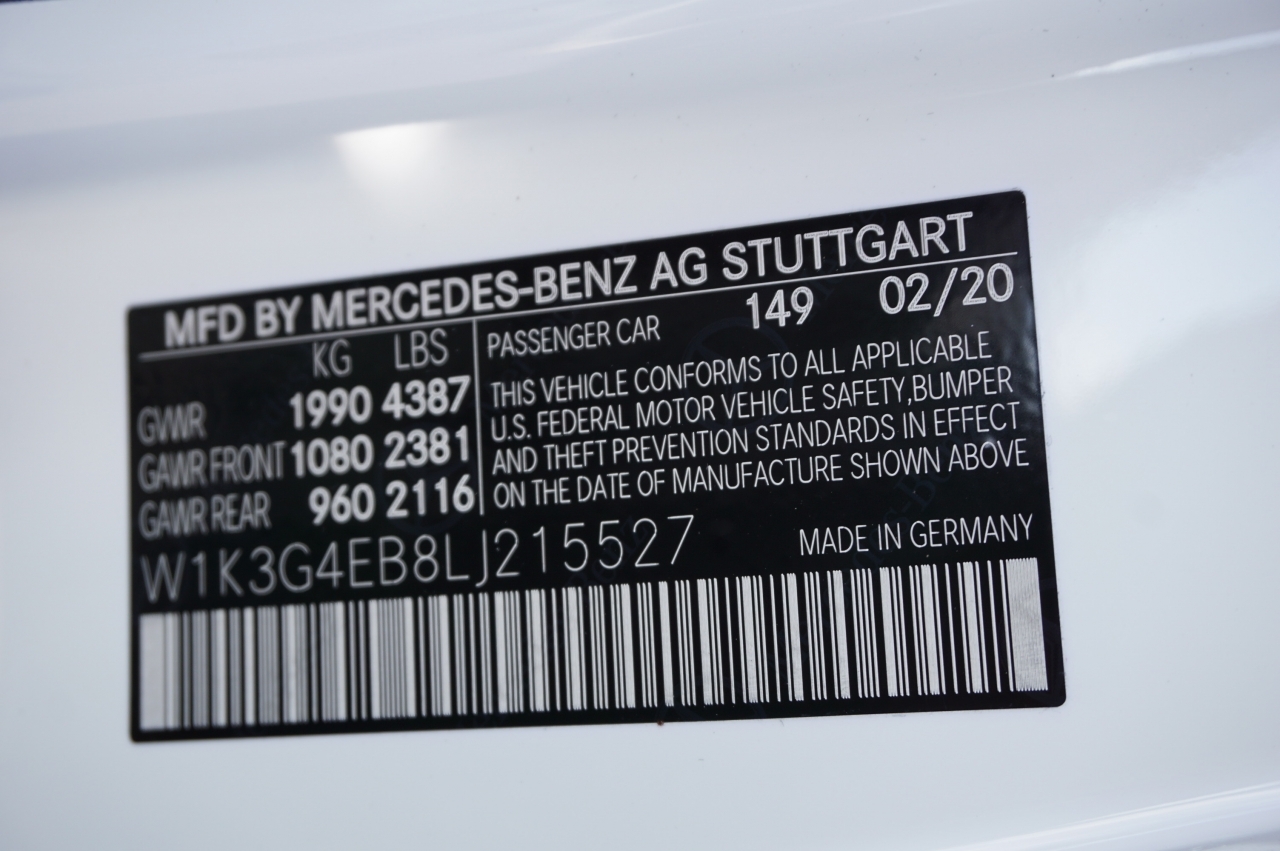 MFD BY MERCEDES-BENZ AG STUTTGART
KG LBS
GVWR 1990 4387
GAWR FRONT 1080 2381
GAWR REAR 960 2116
PASSENGER CAR 149 02/20
THIS VEHICLE CONFORMS TO ALL APPLICABLE
U.S. FEDERAL MOTOR VEHICLE SAFETY,BUMPER
AND THEFT PREVENTION STANDARDS IN EFFECT
ON THE DATE OF MANUFACTURE SHOWN ABOVE
W1K3G4EB8LJ215527
MADE IN GERMANY